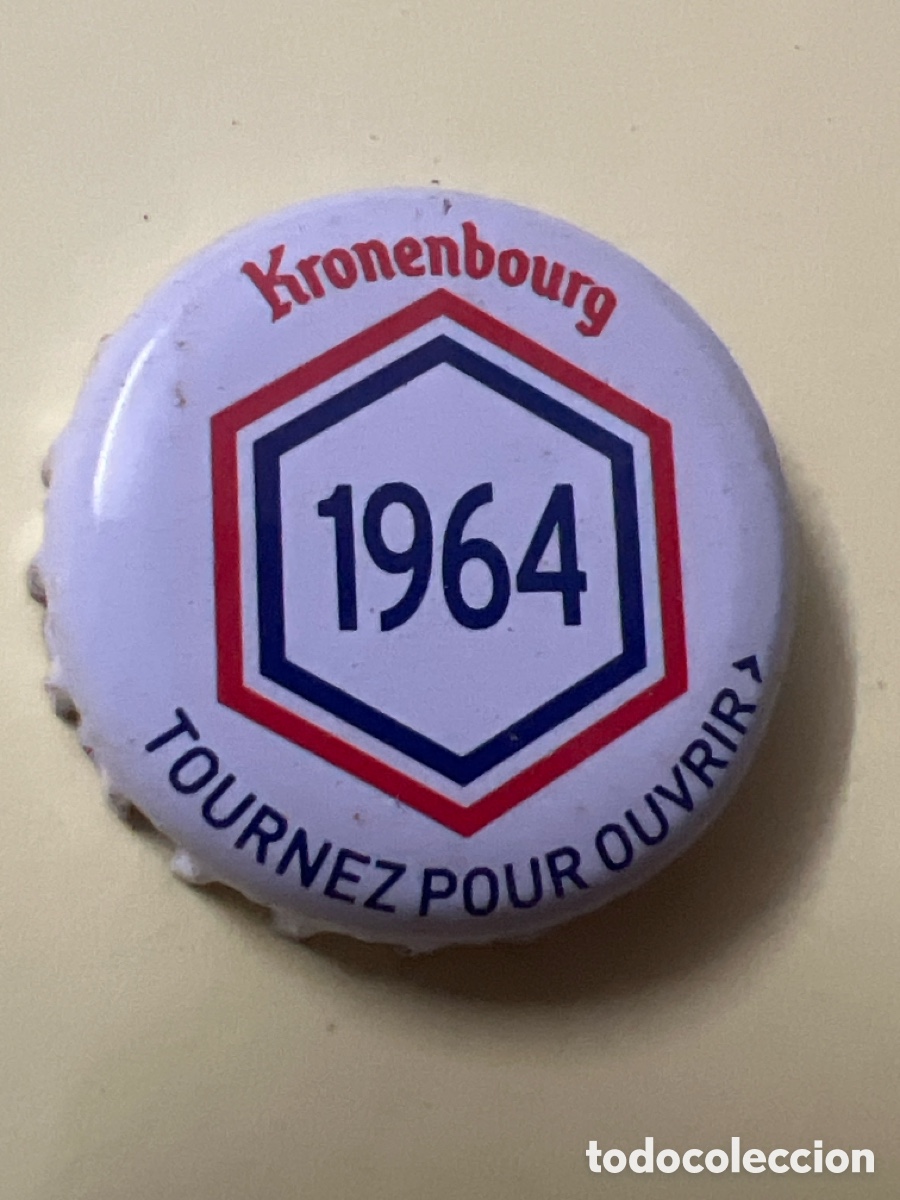 Kronenbourg
1964
TOURNEZ POUR OUVRIR >
todocoleccion